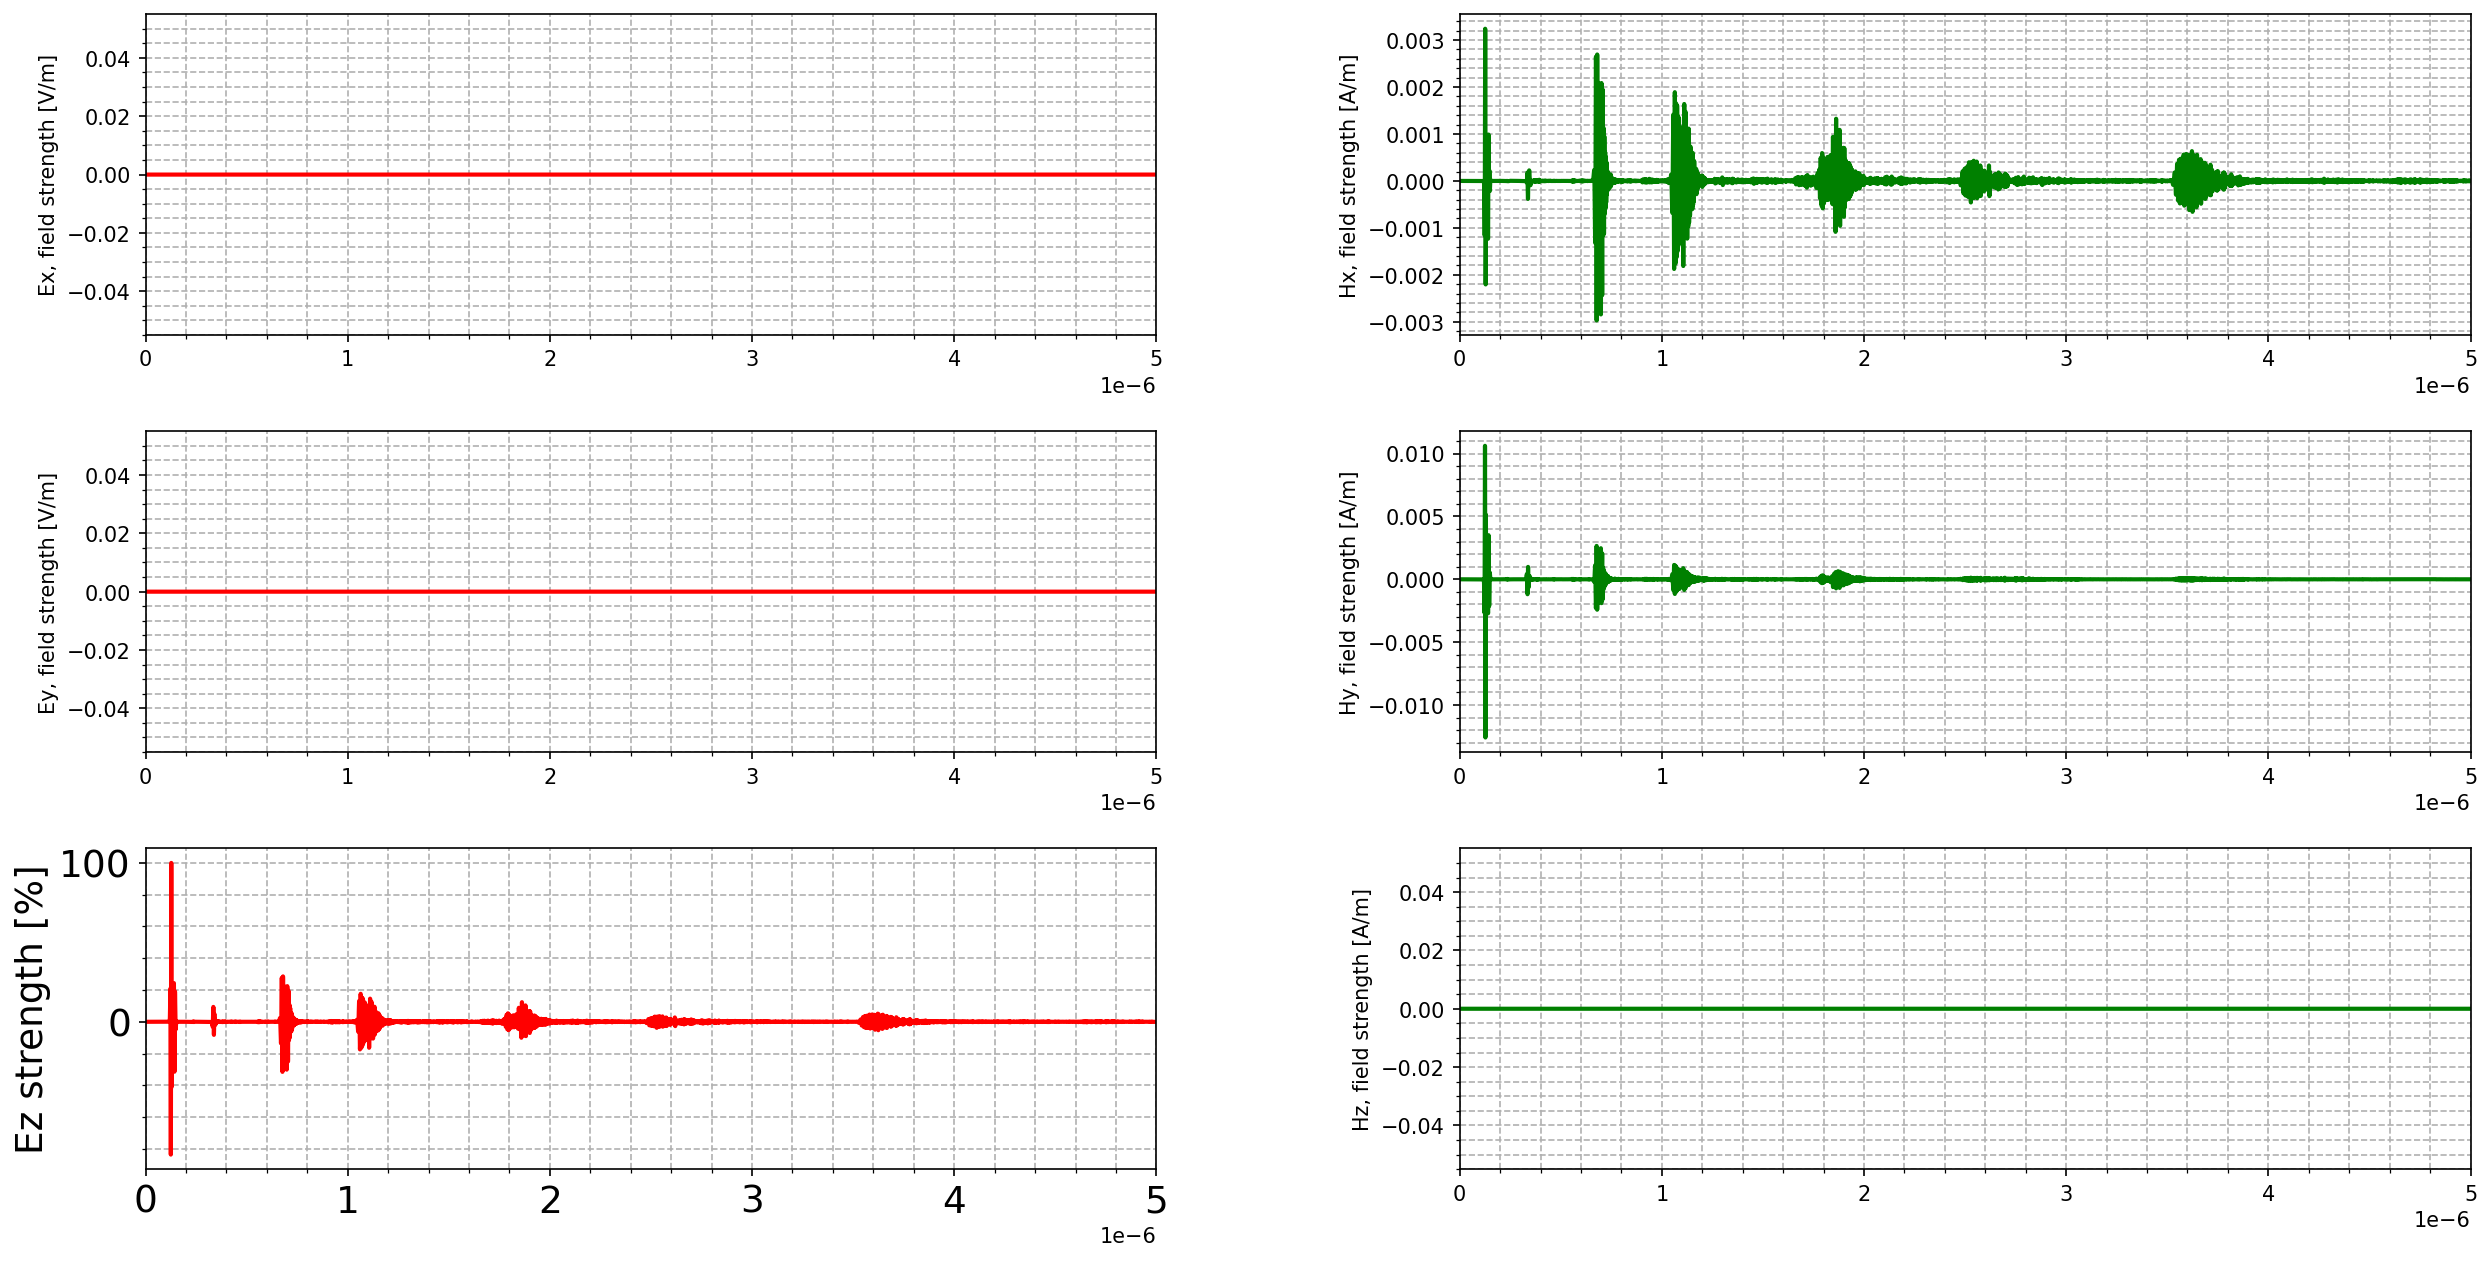 Ex, field strength [V/m]
0.04
0.02
0.00
−0.02
−0.04
0 1 2 3 4 5
1e−6
Hx, field strength [A/m]
0.003
0.002
0.001
0.000
−0.001
−0.002
−0.003
0 1 2 3 4 5
1e−6
Ey, field strength [V/m]
0.04
0.02
0.00
−0.02
−0.04
0 1 2 3 4 5
1e−6
Hy, field strength [A/m]
0.010
0.005
0.000
−0.005
−0.010
0 1 2 3 4 5
1e−6
Ez strength [%]
100
0
0 1 2 3 4 5
1e−6
Hz, field strength [A/m]
0.04
0.02
0.00
−0.02
−0.04
0 1 2 3 4 5
1e−6